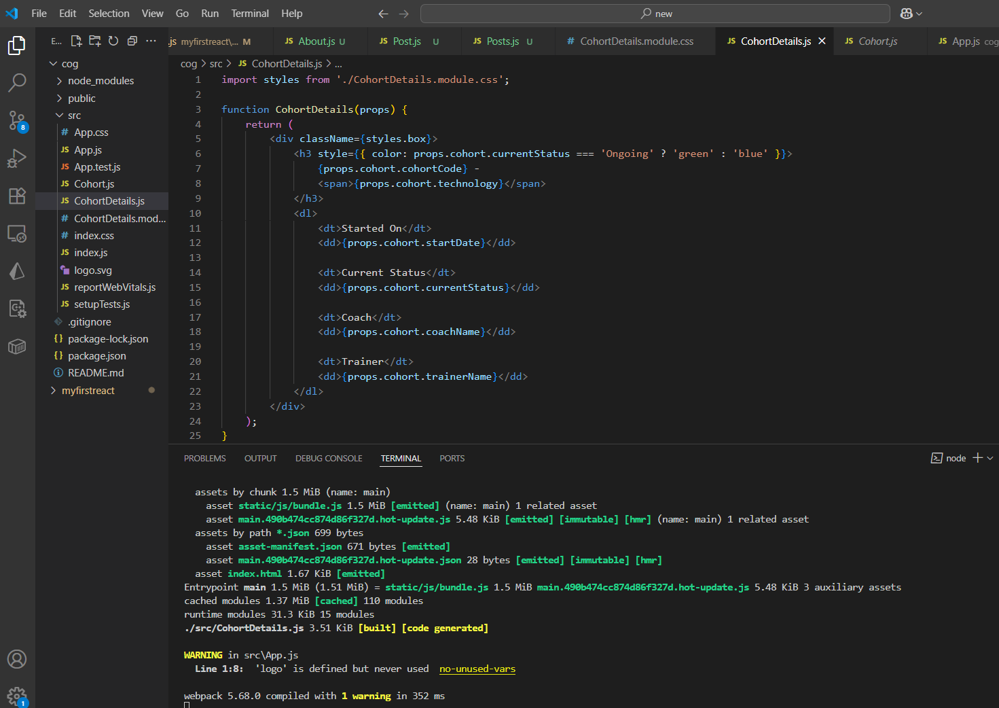 File Edit Selection View Go Run Terminal Help
new
E...
.js myfirstreact\... M
JS About.js U
JS Post.js U
JS Posts.js U
# CohortDetails.module.css
JS CohortDetails.js
JS Cohort.js
JS App.js cog
cog
node_modules
public
src
# App.css
JS App.js
JS App.test.js
JS Cohort.js
JS CohortDetails.js
# CohortDetails.mod...
# index.css
JS index.js
logo.svg
JS reportWebVitals.js
JS setupTests.js
.gitignore
{} package-lock.json
{} package.json
README.md
myfirstreact
8
1
cog > src > JS CohortDetails.js > ...
1 import styles from './CohortDetails.module.css';
2
3 function CohortDetails(props) {
4 return (
5 <div className={styles.box}>
6 <h3 style={{ color: props.cohort.currentStatus === 'Ongoing' ? 'green' : 'blue' }}>
7 {props.cohort.cohortCode} -
8 <span>{props.cohort.technology}</span>
9 </h3>
10 <dl>
11 <dt>Started On</dt>
12 <dd>{props.cohort.startDate}</dd>
13
14 <dt>Current Status</dt>
15 <dd>{props.cohort.currentStatus}</dd>
16
17 <dt>Coach</dt>
18 <dd>{props.cohort.coachName}</dd>
19
20 <dt>Trainer</dt>
21 <dd>{props.cohort.trainerName}</dd>
22 </dl>
23 </div>
24 );
25 }
PROBLEMS OUTPUT DEBUG CONSOLE TERMINAL PORTS
node
assets by chunk 1.5 MiB (name: main)
asset static/js/bundle.js 1.5 MiB [emitted] (name: main) 1 related asset
asset main.490b474cc874d86f327d.hot-update.js 5.48 KiB [emitted] [immutable] [hmr] (name: main) 1 related asset
assets by path *.json 699 bytes
asset asset-manifest.json 671 bytes [emitted]
asset main.490b474cc874d86f327d.hot-update.json 28 bytes [emitted] [immutable] [hmr]
asset index.html 1.67 KiB [emitted]
Entrypoint main 1.5 MiB (1.51 MiB) = static/js/bundle.js 1.5 MiB main.490b474cc874d86f327d.hot-update.js 5.48 KiB 3 auxiliary assets
cached modules 1.37 MiB [cached] 110 modules
runtime modules 31.3 KiB 15 modules
./src/CohortDetails.js 3.51 KiB [built] [code generated]
WARNING in src\App.js
Line 1:8: 'logo' is defined but never used no-unused-vars
webpack 5.68.0 compiled with 1 warning in 352 ms